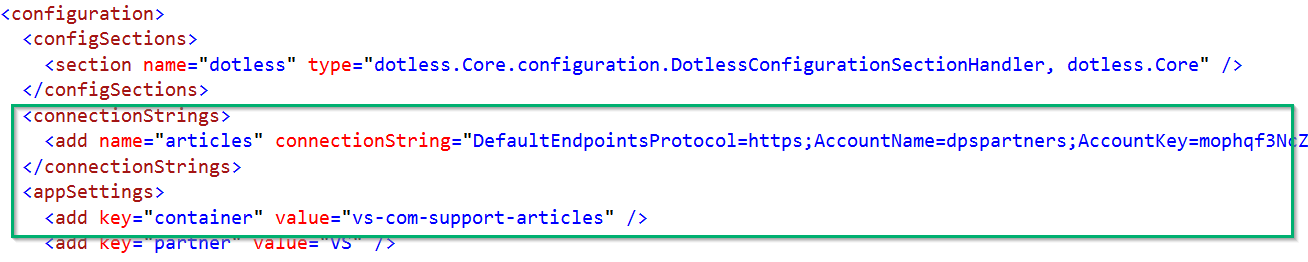 <configuration>
<configSections>
<section name="dotless" type="dotless.Core.configuration.DotlessConfigurationSectionHandler, dotless.Core" />
</configSections>
<connectionStrings>
<add name="articles" connectionString="DefaultEndpointsProtocol=https;AccountName=dpspartners;AccountKey=mophqf3NcZ
</connectionStrings>
<appSettings>
<add key="container" value="vs-com-support-articles" />
<add key="partner" value="VS" />